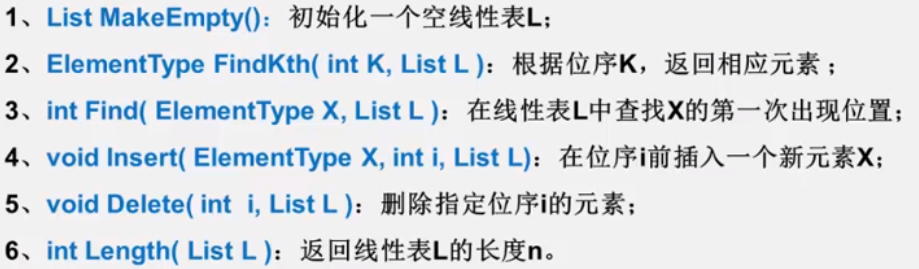 1、List MakeEmpty()：初始化一个空线性表L；
2、ElementType FindKth( int K, List L )：根据位序K，返回相应元素 ；
3、int Find( ElementType X, List L )：在线性表L中查找X的第一次出现位置；
4、void Insert( ElementType X, int i, List L)：在位序i前插入一个新元素X；
5、void Delete( int i, List L )：删除指定位序i的元素；
6、int Length( List L )：返回线性表L的长度n。